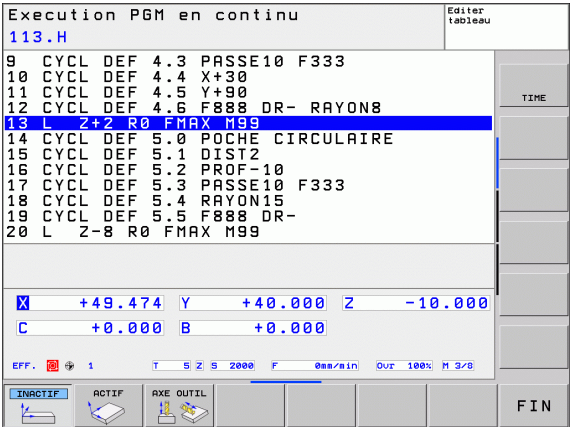 Execution PGM en continu
Editer
tableau
113.H
9 CYCL DEF 4.3 PASSE10 F333
10 CYCL DEF 4.4 X+30
11 CYCL DEF 4.5 Y+90
12 CYCL DEF 4.6 F888 DR- RAYON8
13 L Z+2 R0 FMAX M99
14 CYCL DEF 5.0 POCHE CIRCULAIRE
15 CYCL DEF 5.1 DIST2
16 CYCL DEF 5.2 PROF-10
17 CYCL DEF 5.3 PASSE10 F333
18 CYCL DEF 5.4 RAYON15
19 CYCL DEF 5.5 F888 DR-
20 L Z-8 R0 FMAX M99
TIME
X +49.474 Y +40.000 Z -10.000
C +0.000 B +0.000
EFF. 1 T 5 Z S 2000 F 0mm/min Ovr 100% M 3/8
INACTIF ACTIF AXE OUTIL FIN